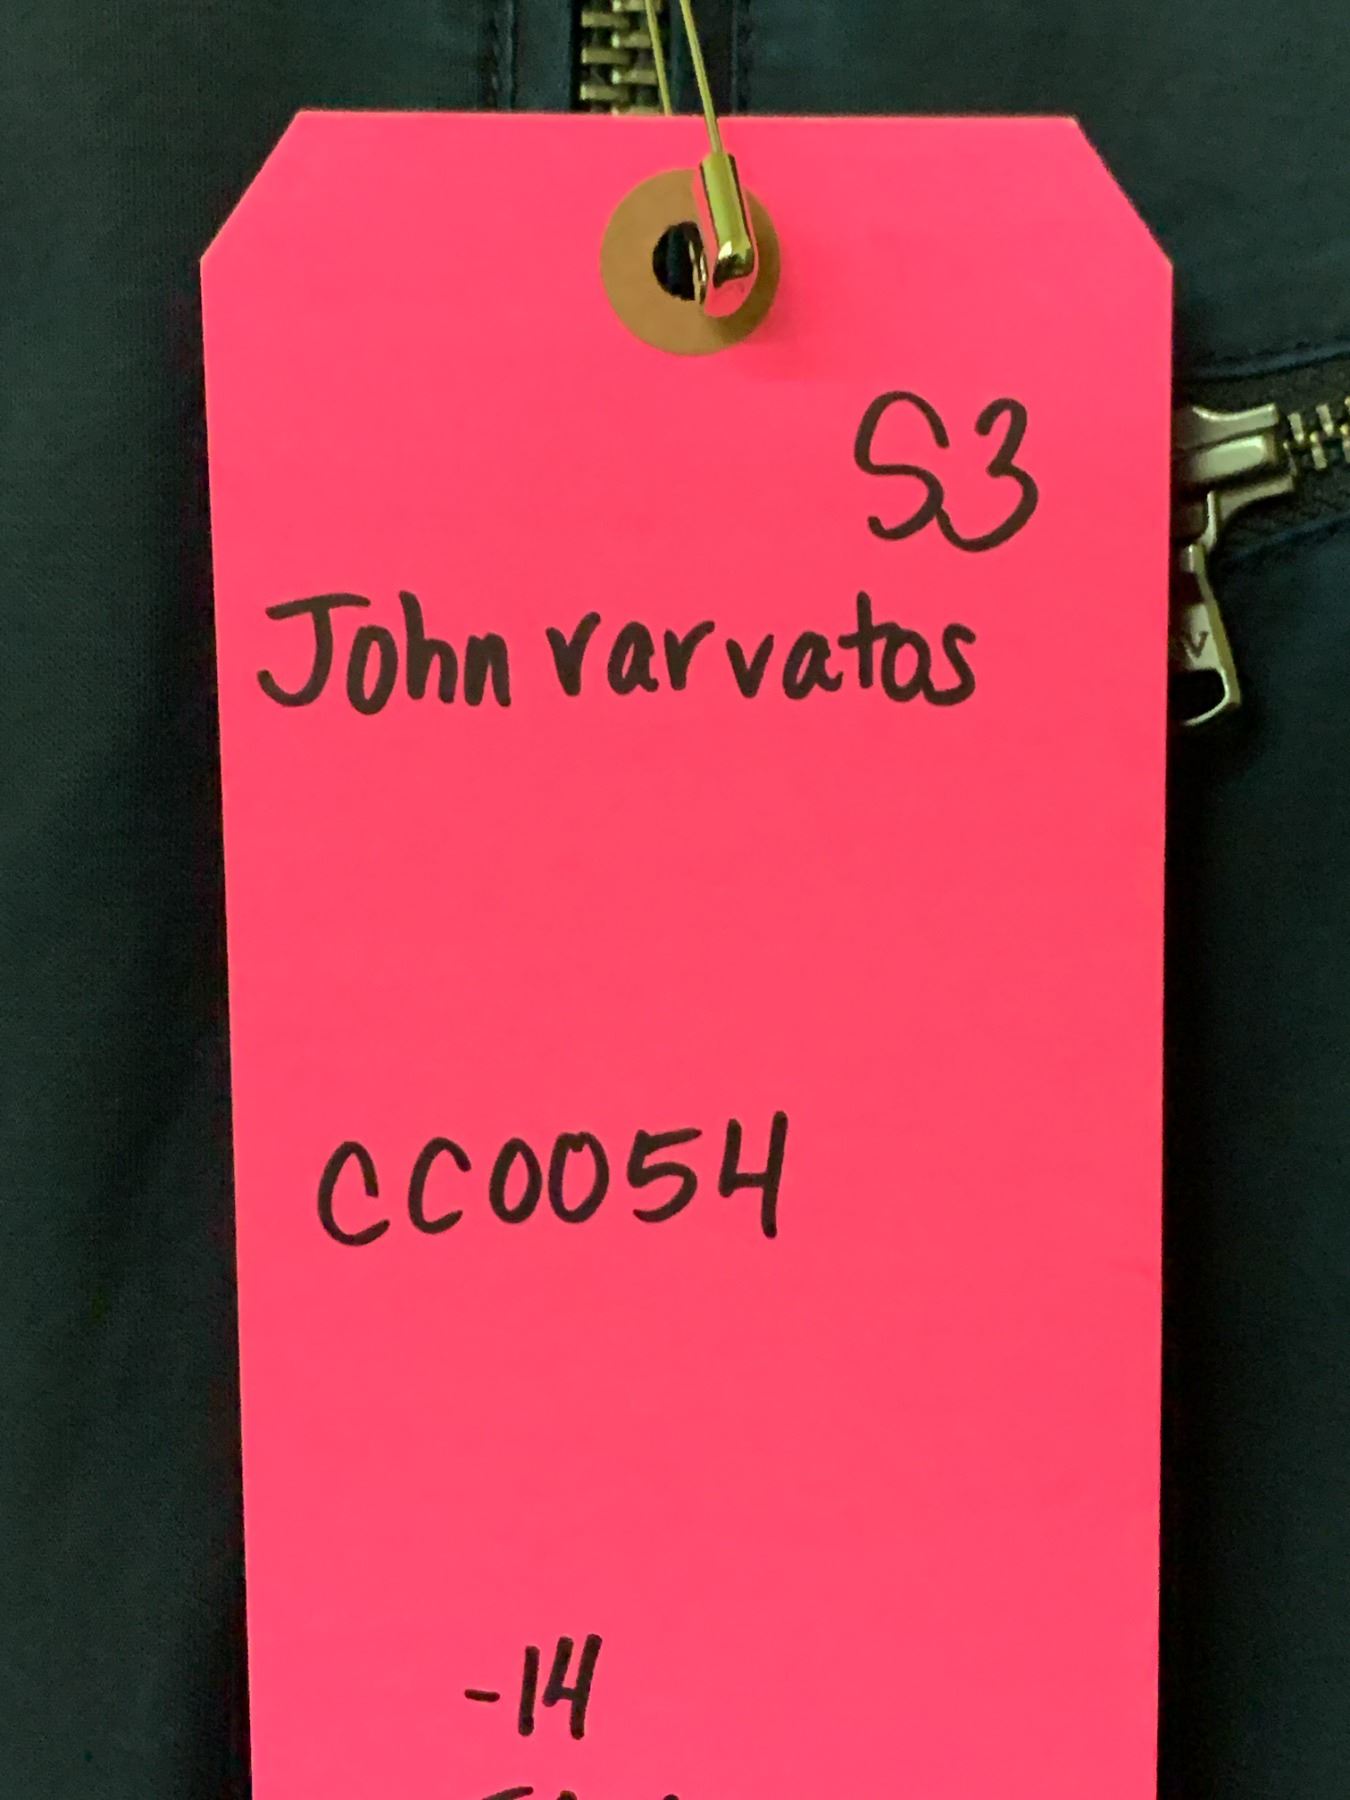 S3
John varvatos
CC0054
-14
V